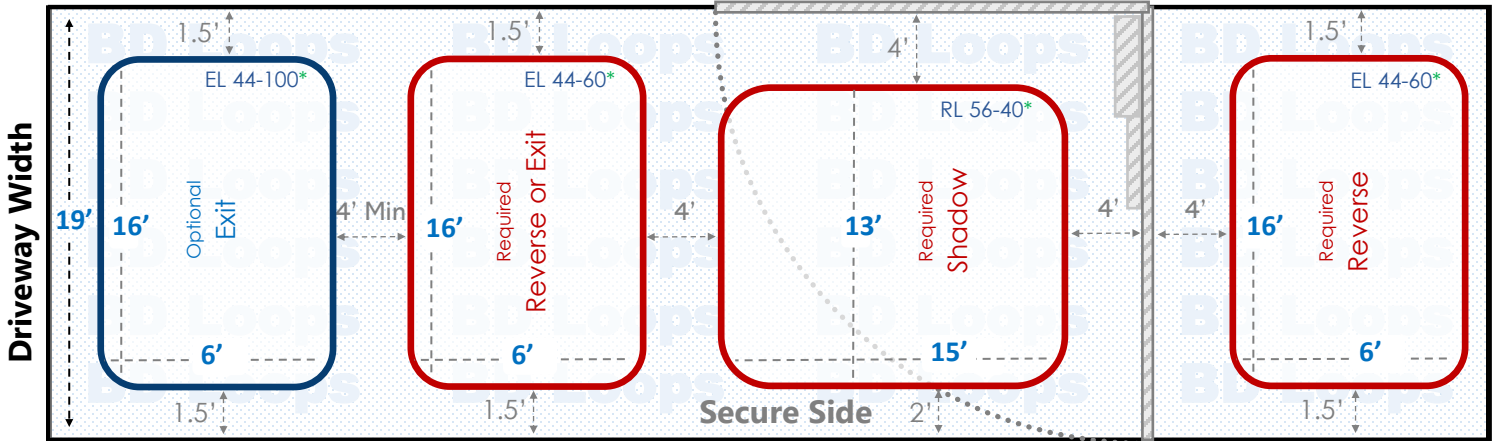 Driveway Width
19’
1.5’
EL 44-100*
16’
Optional
Exit
6’
1.5’
4’ Min
1.5’
EL 44-60*
16’
Required
Reverse or Exit
6’
1.5’
4’
4’
RL 56-40*
13’
Required
Shadow
15’
2’
Secure Side
4’
4’
1.5’
EL 44-60*
16’
Required
Reverse
6’
1.5’
BD Loops